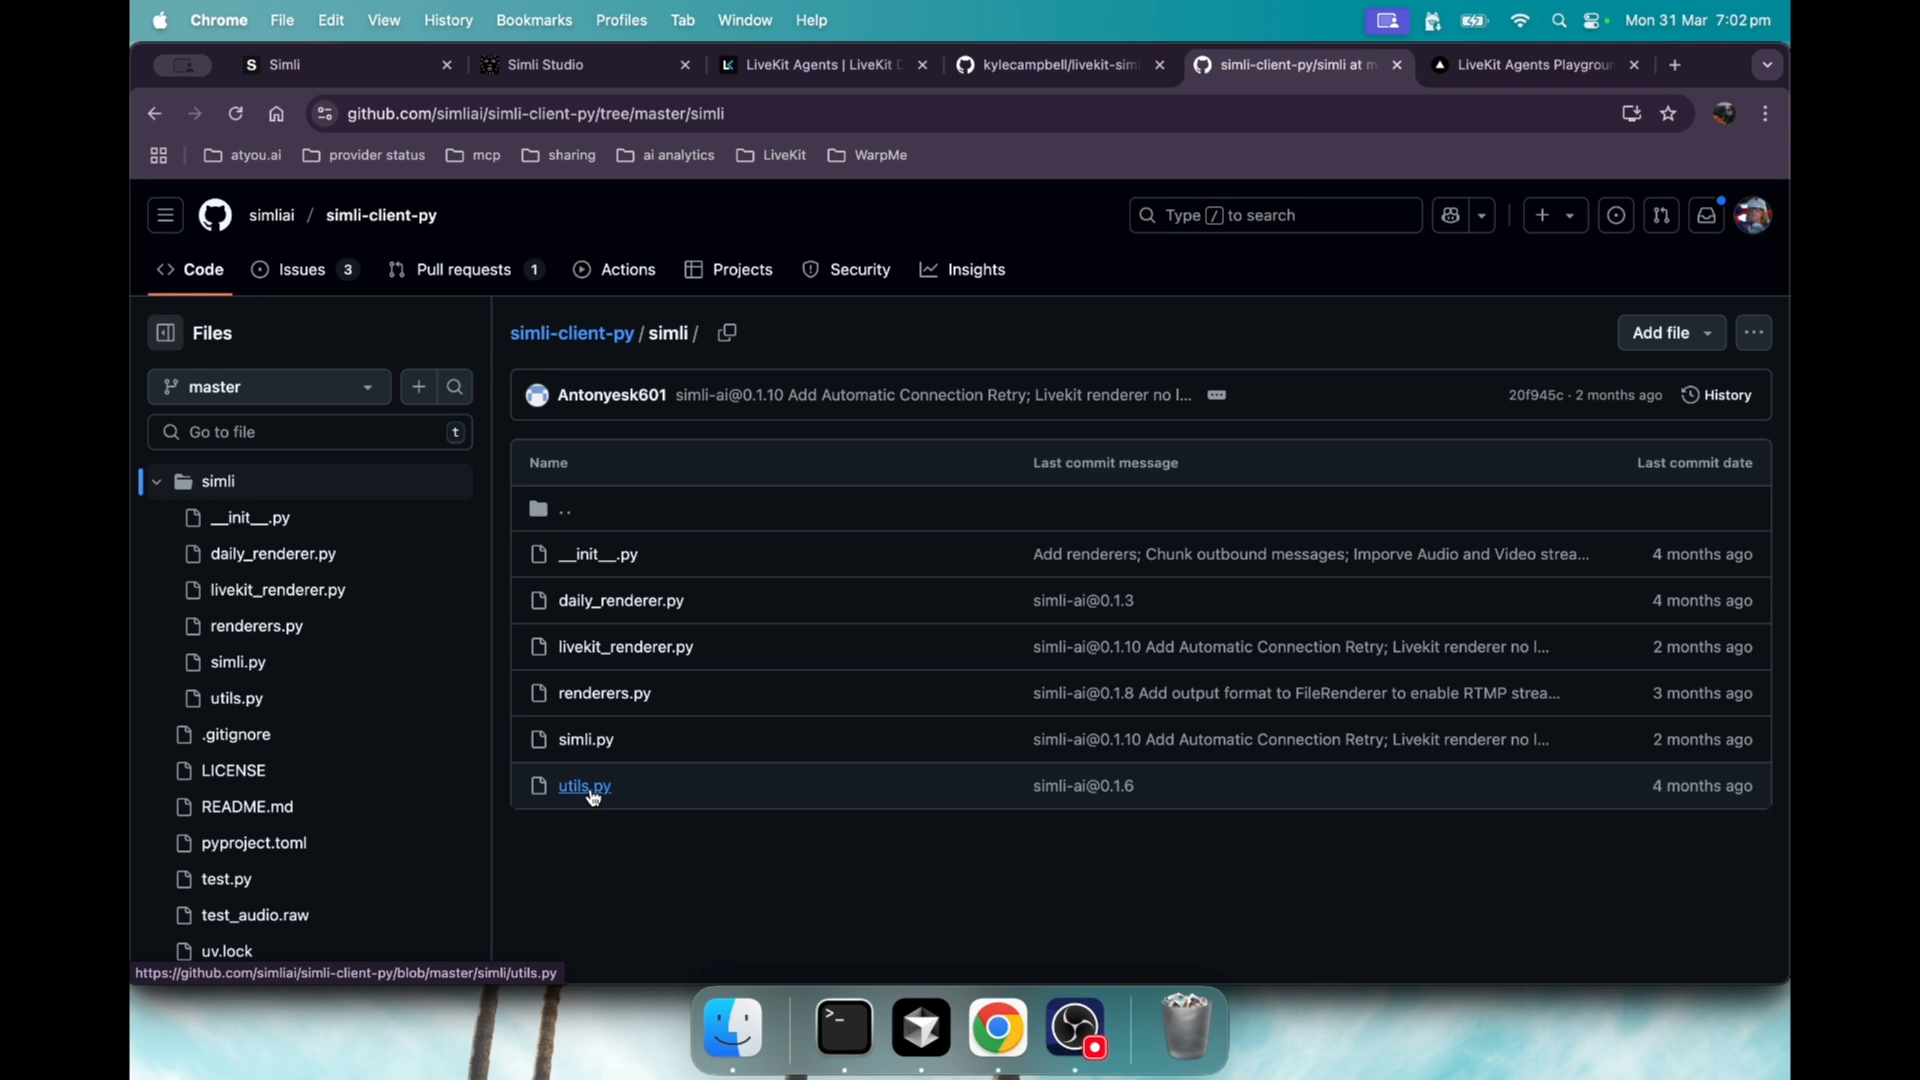 Chrome File Edit View History Bookmarks Profiles Tab Window Help Mon 31 Mar 7:02 pm
S Simli Simli Studio LiveKit Agents | LiveKit D kylecampbell/livekit-sim simli-client-py/simli at m LiveKit Agents Playgroun
github.com/simliai/simli-client-py/tree/master/simli
atyou.ai provider status mcp sharing ai analytics LiveKit WarpMe
simliai / simli-client-py Type / to search
Code Issues 3 Pull requests 1 Actions Projects Security Insights
Files
simli-client-py / simli / Add file
master
Antonyesk601 simli-ai@0.1.10 Add Automatic Connection Retry; Livekit renderer no l... 20f945c · 2 months ago History
Go to file t
Name Last commit message Last commit date
simli
..
__init__.py
daily_renderer.py
livekit_renderer.py
renderers.py
simli.py
utils.py
.gitignore
LICENSE
README.md
pyproject.toml
test.py
test_audio.raw
uv.lock
__init__.py Add renderers; Chunk outbound messages; Imporve Audio and Video strea... 4 months ago
daily_renderer.py simli-ai@0.1.3 4 months ago
livekit_renderer.py simli-ai@0.1.10 Add Automatic Connection Retry; Livekit renderer no l... 2 months ago
renderers.py simli-ai@0.1.8 Add output format to FileRenderer to enable RTMP strea... 3 months ago
simli.py simli-ai@0.1.10 Add Automatic Connection Retry; Livekit renderer no l... 2 months ago
utils.py simli-ai@0.1.6 4 months ago
https://github.com/simliai/simli-client-py/blob/master/simli/utils.py